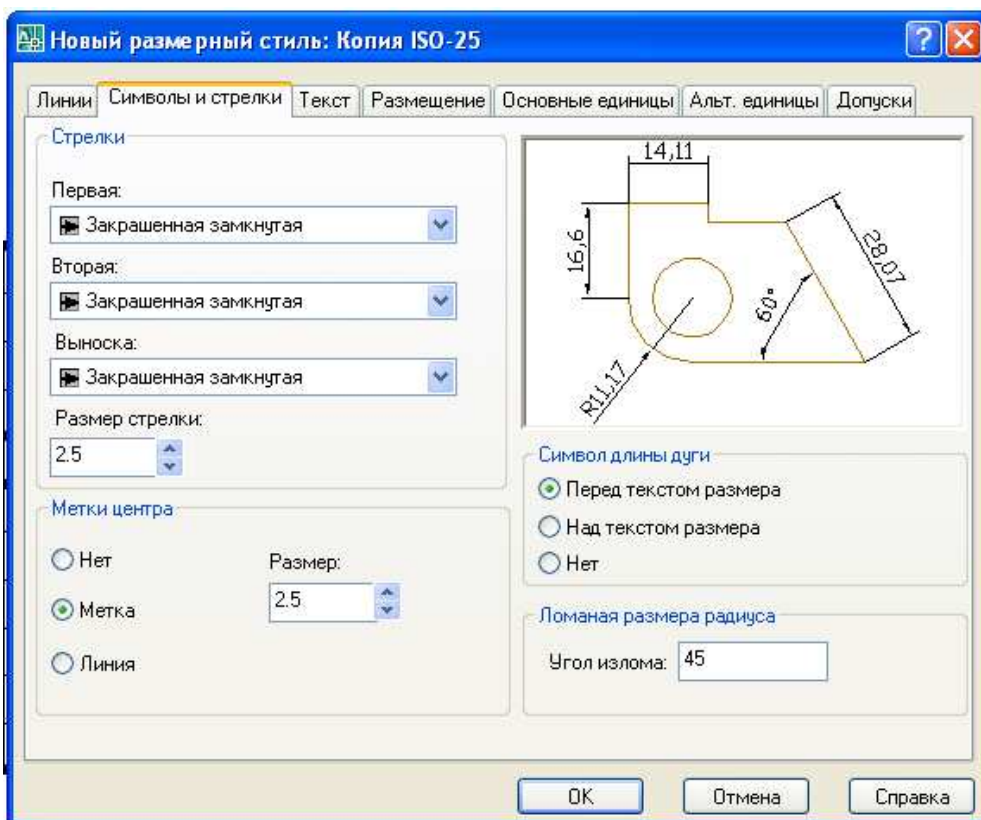 Новый размерный стиль: Копия ISO-25
Линии Символы и стрелки Текст Размещение Основные единицы Альт. единицы Допуски
Стрелки
Первая:
Закрашенная замкнутая
Вторая:
Закрашенная замкнутая
Выноска:
Закрашенная замкнутая
Размер стрелки:
2.5
Метки центра
Нет
Размер:
Метка
2.5
Линия
14,11
16,6
28,07
60°
R11,17
Символ длины дуги
Перед текстом размера
Над текстом размера
Нет
Ломаная размера радиуса
Угол излома: 45
OK Отмена Справка